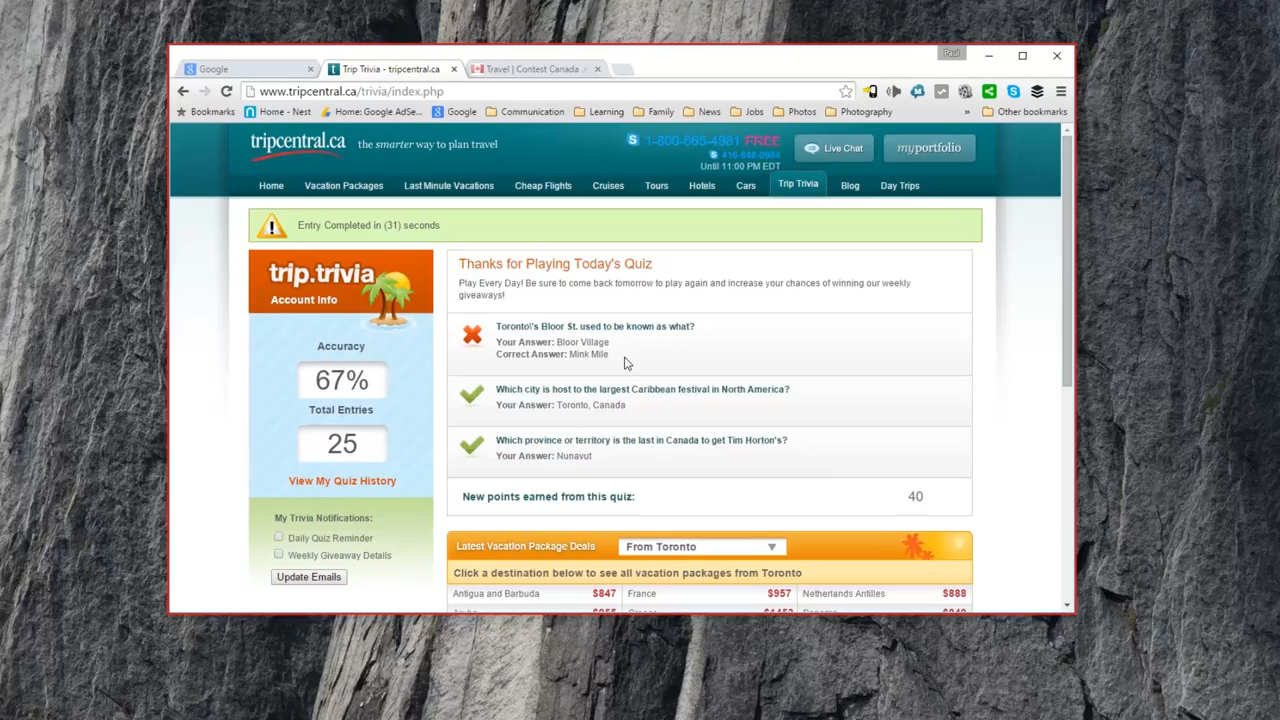 Paul
Google
Trip Trivia - tripcentral.ca
Travel | Contest Canada
www.tripcentral.ca/trivia/index.php
Bookmarks
Home - Nest
Home: Google AdSe...
Google
Communication
Learning
Family
News
Jobs
Photos
Photography
»
Other bookmarks
tripcentral.ca
the smarter way to plan travel
1-800-665-4981 FREE
Until 11:00 PM EDT
Live Chat
myportfolio
Home
Vacation Packages
Last Minute Vacations
Cheap Flights
Cruises
Tours
Hotels
Cars
Trip Trivia
Blog
Day Trips
Entry Completed in (31) seconds
trip.trivia
Account Info
Accuracy
67%
Total Entries
25
View My Quiz History
My Trivia Notifications:
Daily Quiz Reminder
Weekly Giveaway Details
Update Emails
Thanks for Playing Today's Quiz
Play Every Day! Be sure to come back tomorrow to play again and increase your chances of winning our weekly
giveaways!
Toronto\'s Bloor St. used to be known as what?
Your Answer: Bloor Village
Correct Answer: Mink Mile
Which city is host to the largest Caribbean festival in North America?
Your Answer: Toronto, Canada
Which province or territory is the last in Canada to get Tim Horton's?
Your Answer: Nunavut
New points earned from this quiz: 40
Latest Vacation Package Deals
From Toronto
Click a destination below to see all vacation packages from Toronto
Antigua and Barbuda $847
France $957
Netherlands Antilles $888